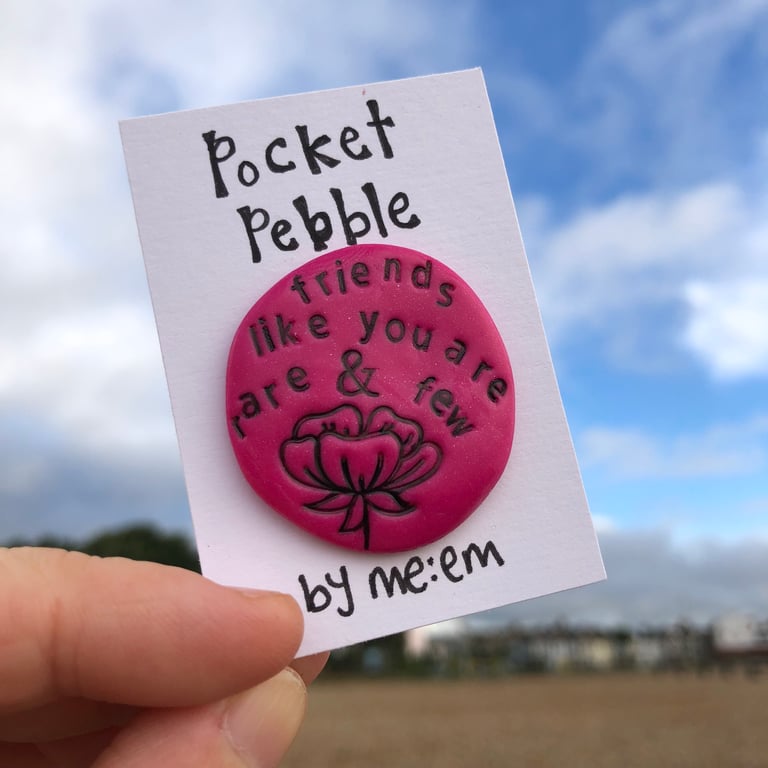 Pocket
Pebble
friends
like you are
rare & few
by me:em